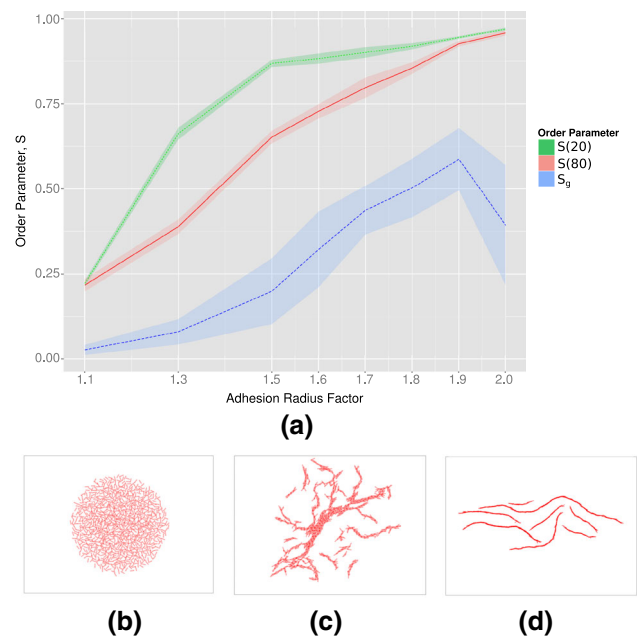 1.00
0.75
0.50
0.25
0.00
Order Parameter, S
1.1
1.3
1.5
1.6
1.7
1.8
1.9
2.0
Adhesion Radius Factor
Order Parameter
S(20)
S(80)
S_g
(a)
(b)
(c)
(d)